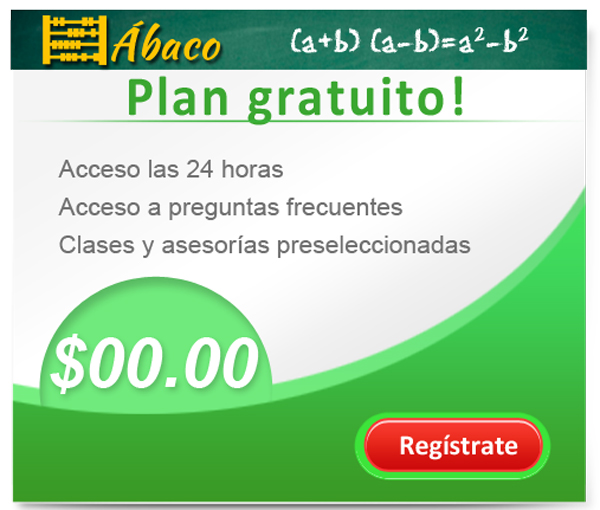 Ábaco (a+b) (a-b)=a²-b²
Plan gratuito!
Acceso las 24 horas
Acceso a preguntas frecuentes
Clases y asesorías preseleccionadas
$00.00
Regístrate